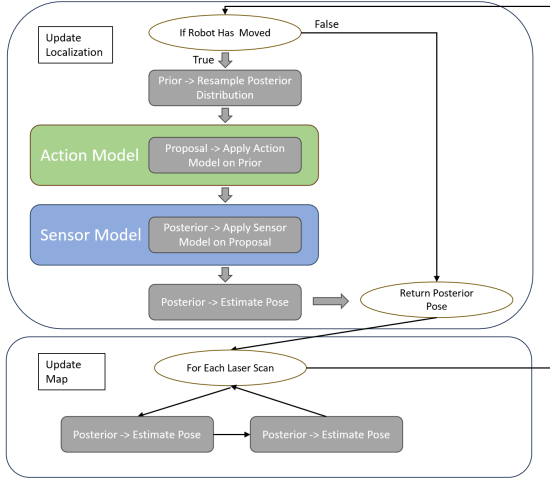 Update
Localization
If Robot Has Moved
False
True
Prior -> Resample Posterior
Distribution
Action Model
Proposal -> Apply Action
Model on Prior
Sensor Model
Posterior -> Apply Sensor
Model on Proposal
Posterior -> Estimate Pose
Return Posterior
Pose
Update
Map
For Each Laser Scan
Posterior -> Estimate Pose
Posterior -> Estimate Pose